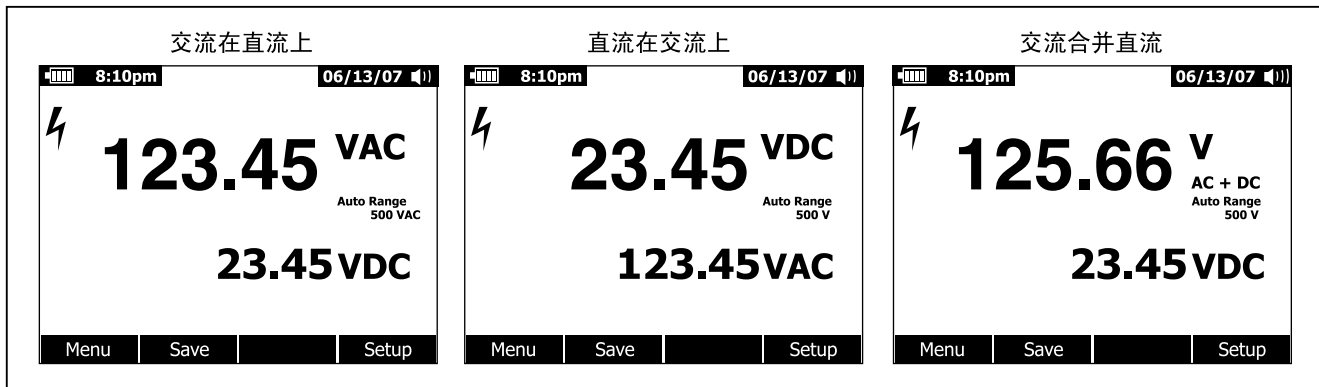 交流在直流上
8:10pm 06/13/07
123.45 VAC
Auto Range
500 VAC
23.45 VDC
Menu Save Setup
直流在交流上
8:10pm 06/13/07
23.45 VDC
Auto Range
500 V
123.45 VAC
Menu Save Setup
交流合并直流
8:10pm 06/13/07
125.66 V
AC + DC
Auto Range
500 V
23.45 VDC
Menu Save Setup